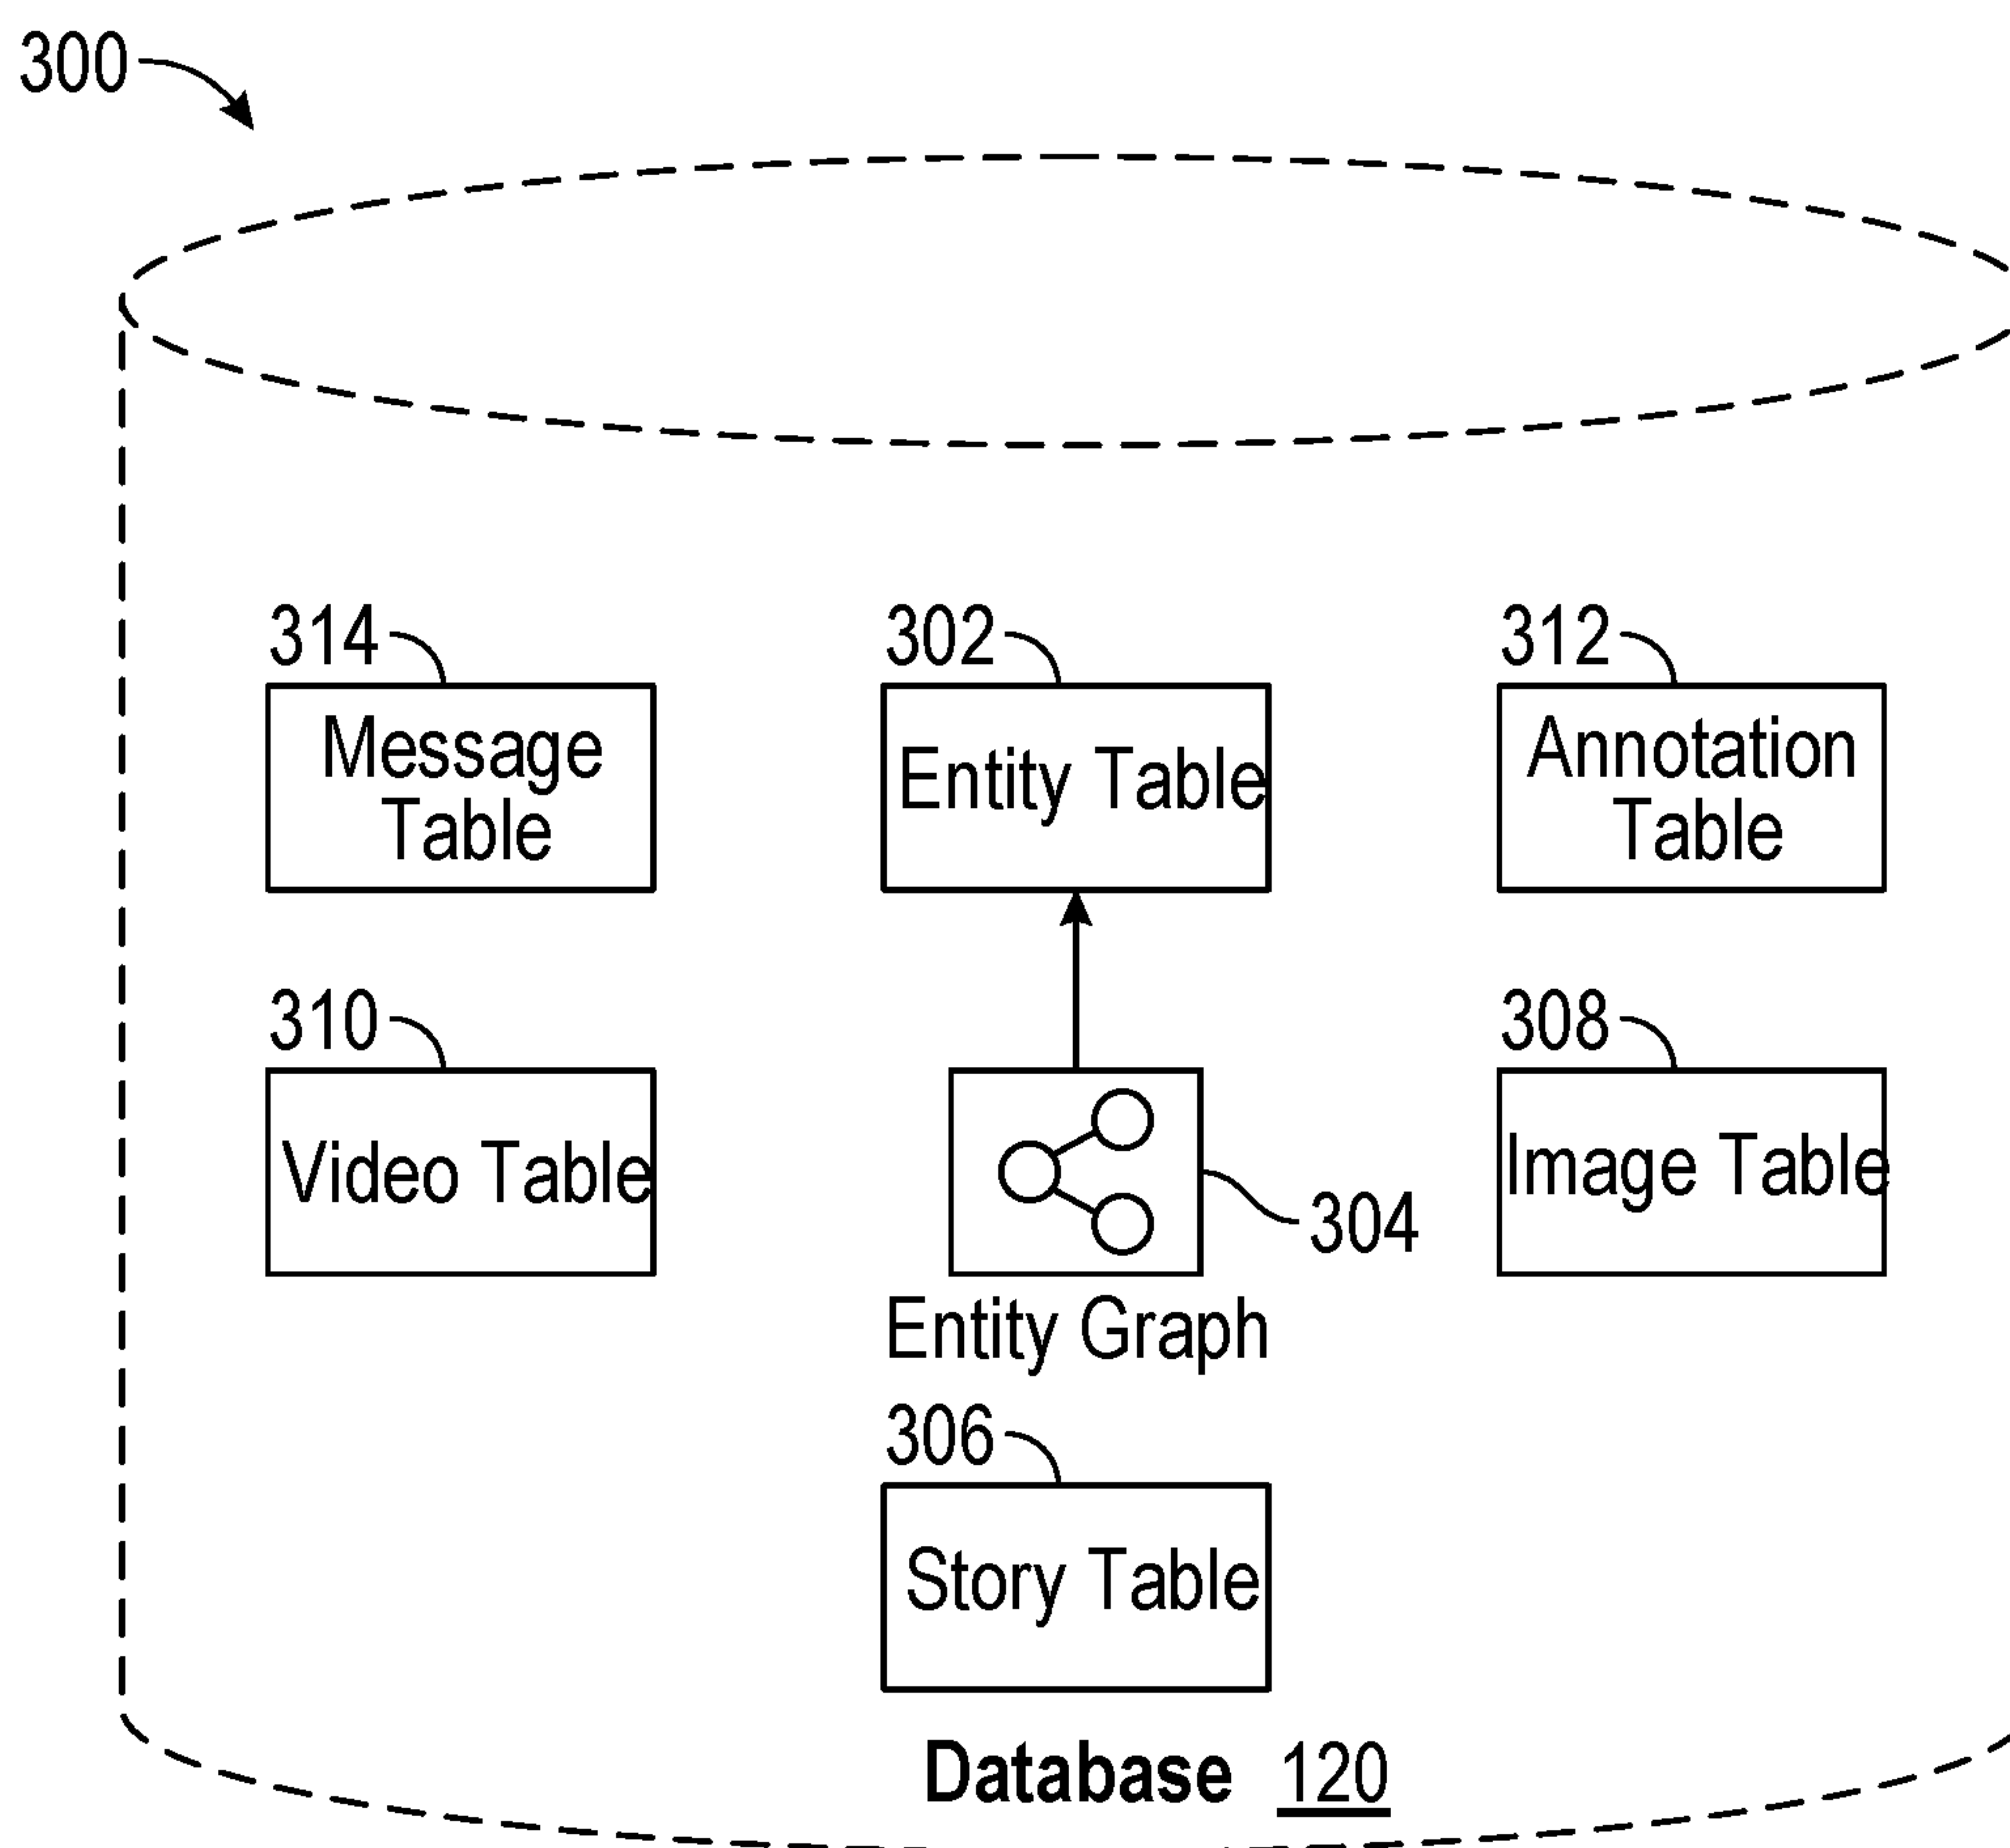 300
314
302
312
Message
Table
Entity Table
Annotation
Table
310
308
Video Table
304
Image Table
Entity Graph
306
Story Table
Database 120